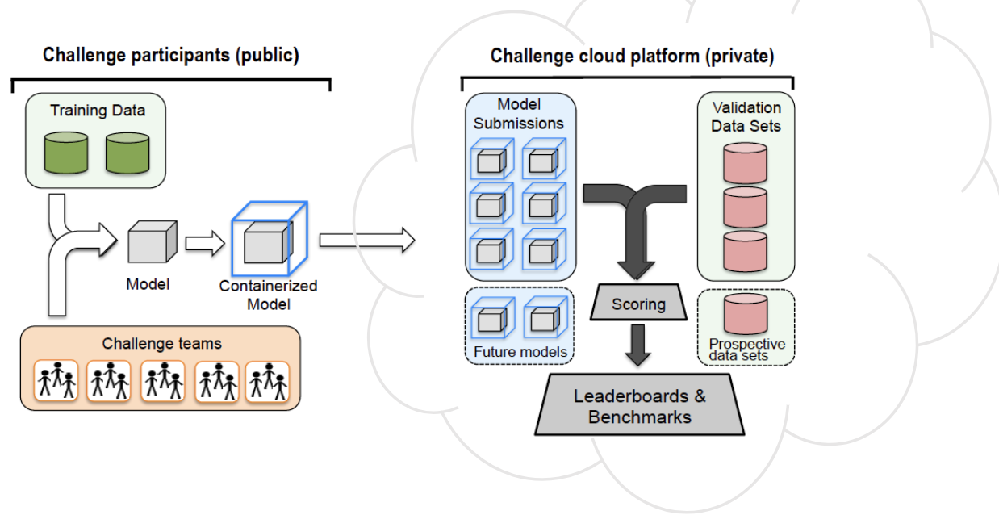 Challenge participants (public)
Training Data
Model
Containerized
Model
Challenge teams
Challenge cloud platform (private)
Model
Submissions
Validation
Data Sets
Scoring
Future models
Prospective
data sets
Leaderboards &
Benchmarks